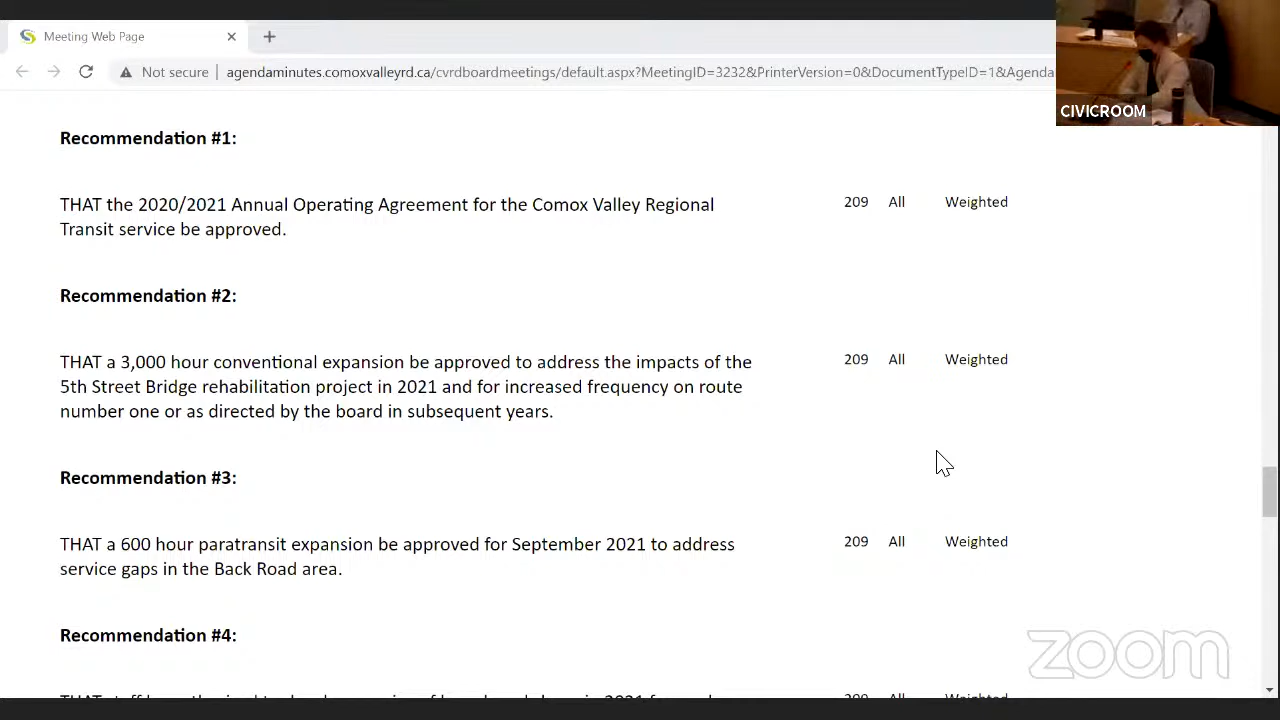 Meeting Web Page
Not secure
agendaminutes.comoxvalleyrd.ca/cvrdboardmeetings/default.aspx?MeetingID=3232&PrinterVersion=0&DocumentTypeID=1&Agenda
CIVICROOM
Recommendation #1:
THAT the 2020/2021 Annual Operating Agreement for the Comox Valley Regional 209 All Weighted
Transit service be approved.
Recommendation #2:
THAT a 3,000 hour conventional expansion be approved to address the impacts of the 209 All Weighted
5th Street Bridge rehabilitation project in 2021 and for increased frequency on route
number one or as directed by the board in subsequent years.
Recommendation #3:
THAT a 600 hour paratransit expansion be approved for September 2021 to address 209 All Weighted
service gaps in the Back Road area.
Recommendation #4:
zoom